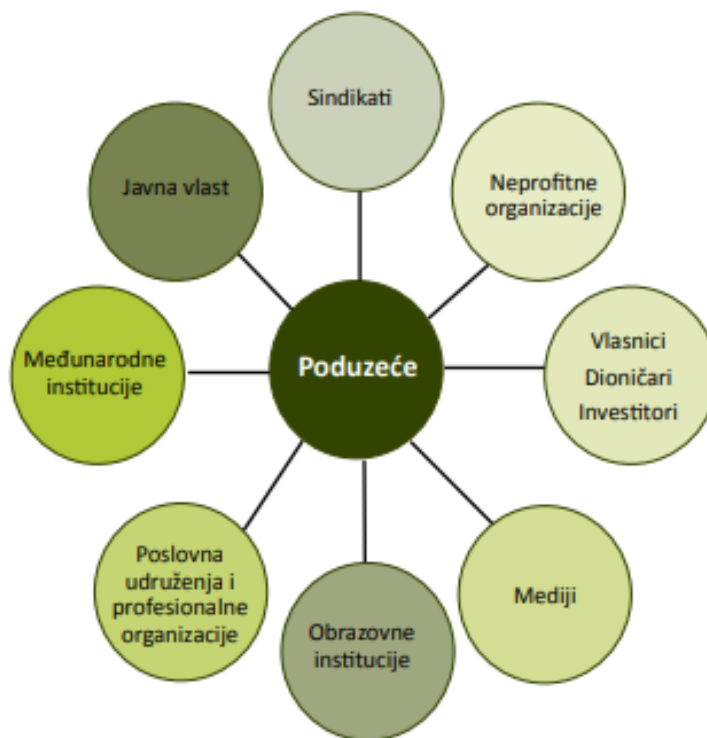 Sindikati
Neprofitne
organizacije
Vlasnici
Dioničari
Investitori
Mediji
Obrazovne
institucije
Poslovna
udruženja i
profesionalne
organizacije
Međunarodne
institucije
Javna vlast
Poduzeće